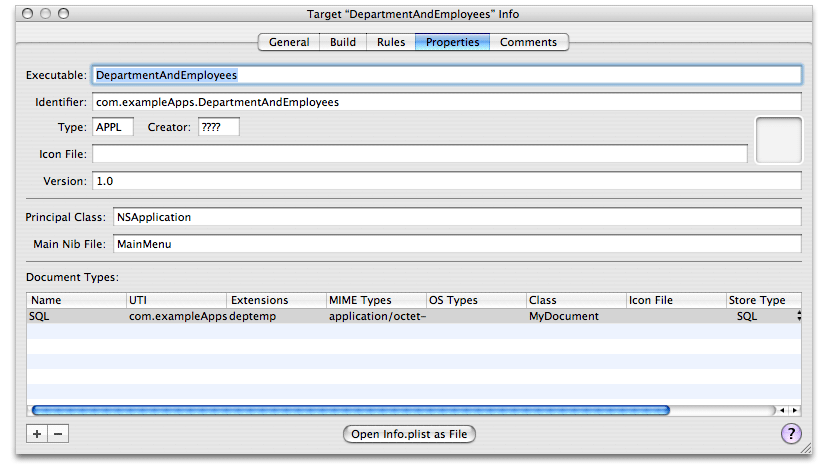 Target “DepartmentAndEmployees” Info
General Build Rules Properties Comments
Executable: DepartmentAndEmployees
Identifier: com.exampleApps.DepartmentAndEmployees
Type: APPL Creator: ????
Icon File:
Version: 1.0
Principal Class: NSApplication
Main Nib File: MainMenu
Document Types:
Name UTI Extensions MIME Types OS Types Class Icon File Store Type
SQL com.exampleApps deptemp application/octet- MyDocument SQL
+ − Open Info.plist as File ?